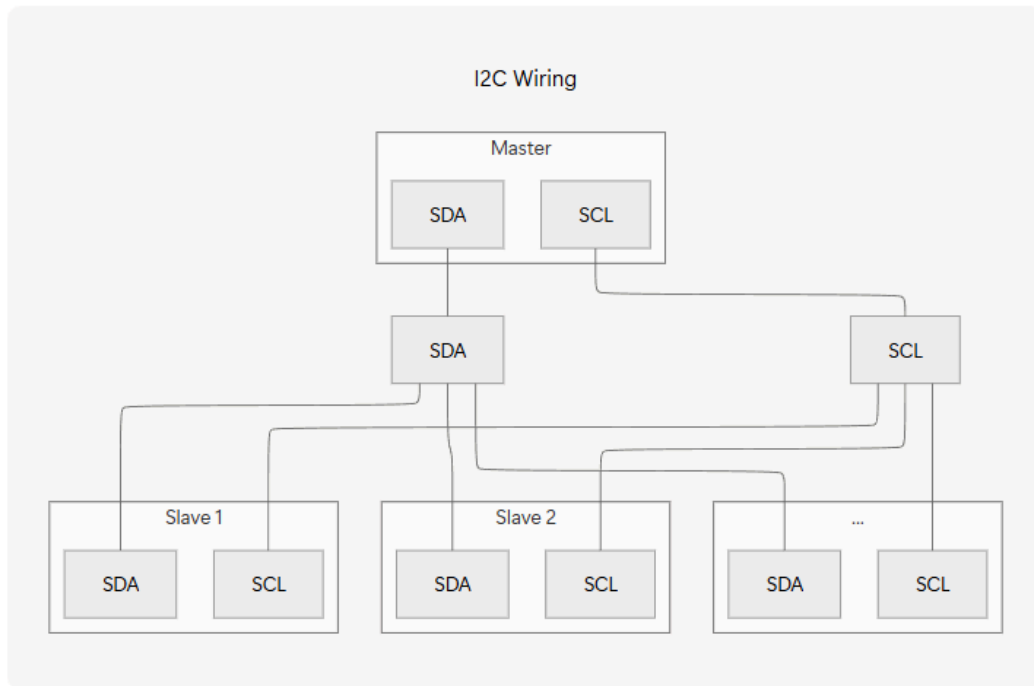 I2C Wiring
Master
SDA
SCL
SDA
SCL
Slave 1
Slave 2
...
SDA
SCL
SDA
SCL
SDA
SCL